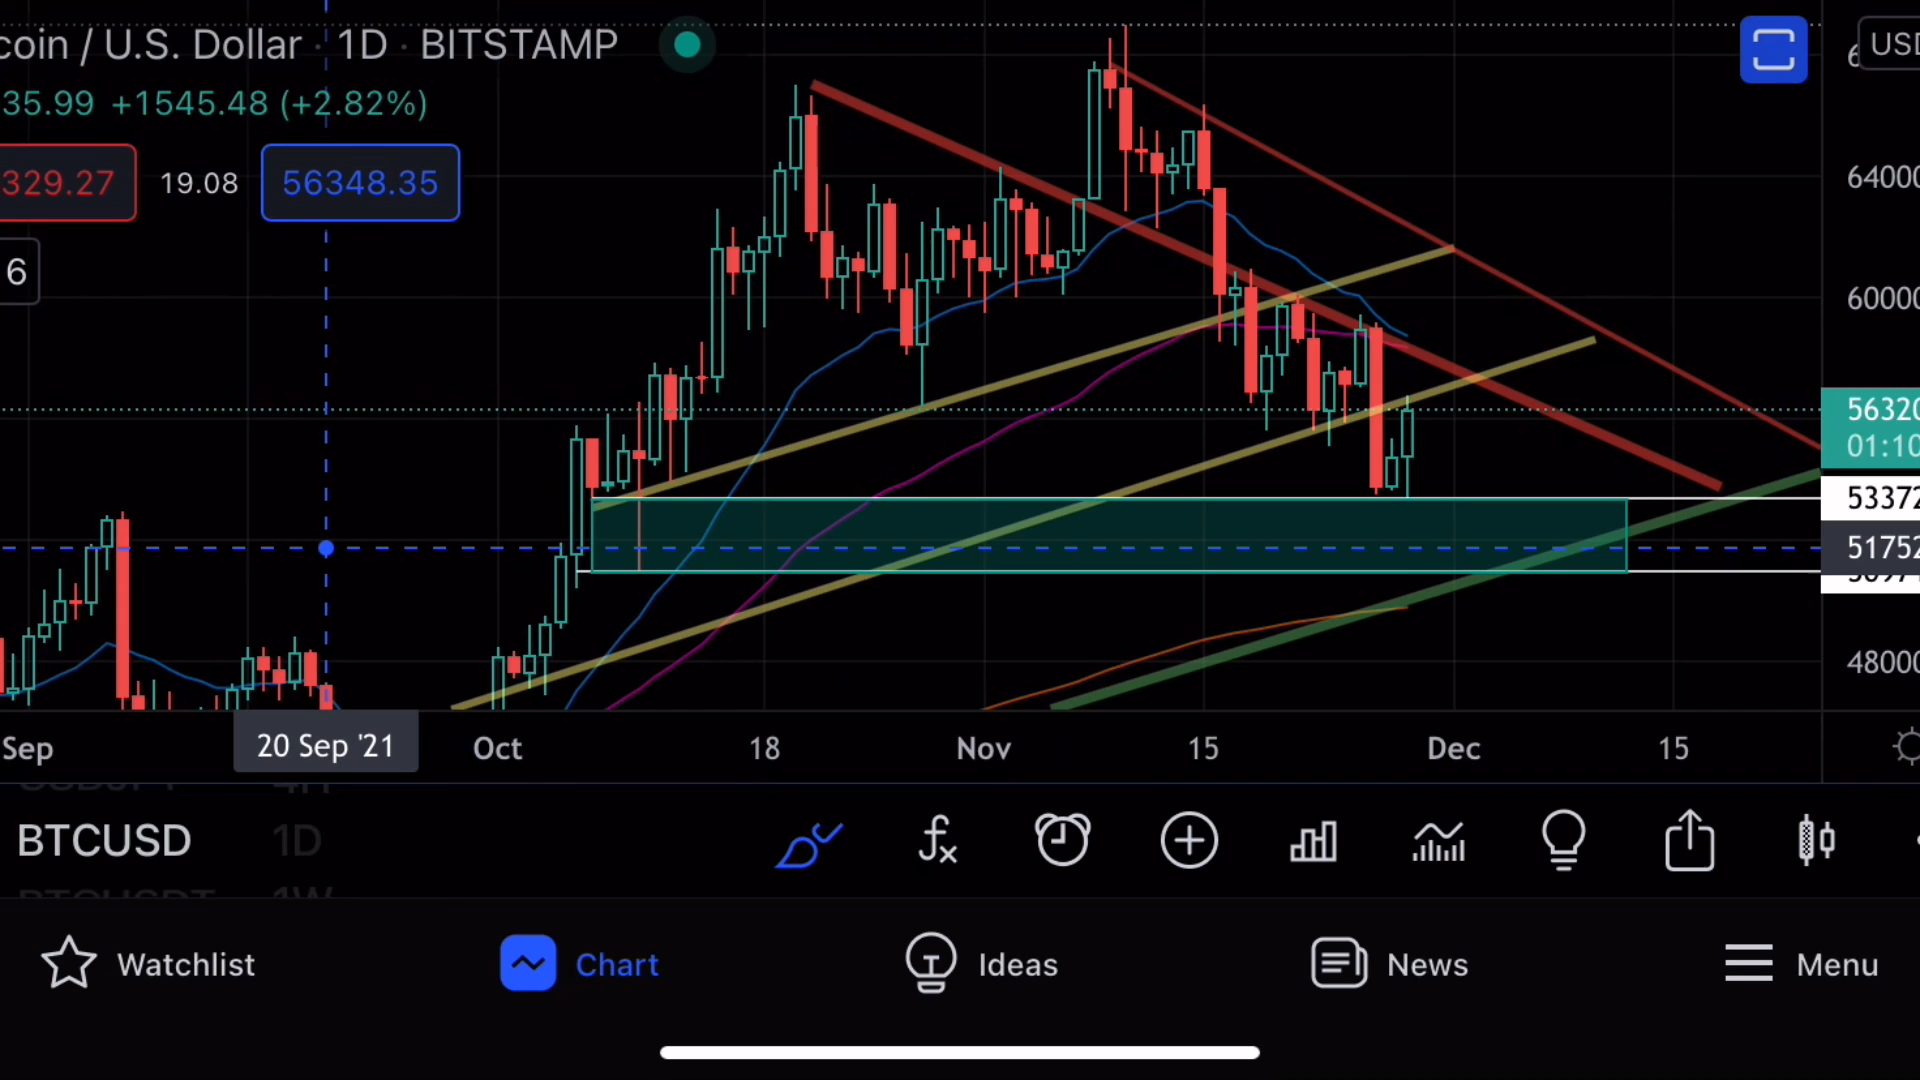 coin / U.S. Dollar · 1D · BITSTAMP
USD
35.99 +1545.48 (+2.82%)
329.27
19.08
56348.35
6
64000
60000
56320
01:10
53372
51752
48000
Sep
20 Sep '21
Oct
18
Nov
15
Dec
15
BTCUSD
1D
BTCUSDT
1W
Watchlist
Chart
Ideas
News
Menu